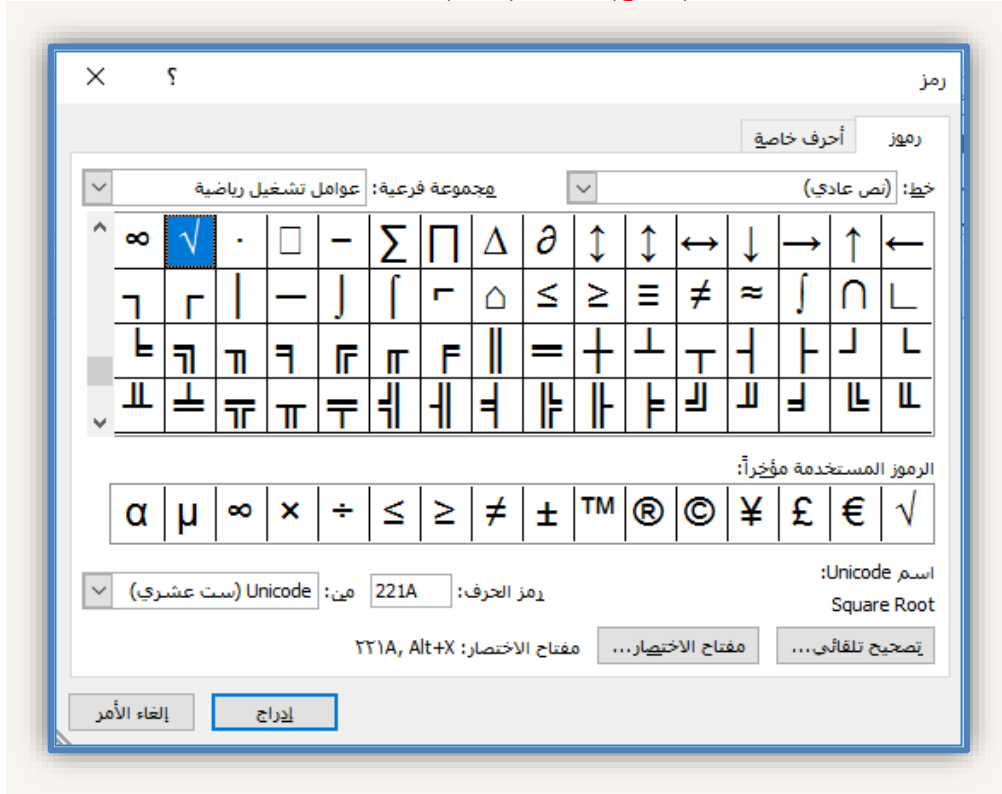 رمز ؟ ×
رموز أحرف خاصة
خط: (نص عادي) مجموعة فرعية: عوامل تشغيل رياضية
← ↑ → ↓ ↔ ↕ ↨ ∂ ∆ ∏ ∑ − □ · √ ∞
∟ ∩ ∫ ≈ ≠ ≡ ≥ ≤ ⌂ ⌐ ⌠ ⌡ ─ │ ┌ ┐
└ ┘ ├ ┤ ┬ ┴ ┼ ═ ║ ╒ ╓ ╔ ╕ ╖ ╗ ╘
╙ ╚ ╛ ╜ ╝ ╞ ╟ ╠ ╡ ╢ ╣ ╤ ╥ ╦ ╧ ╨
الرموز المستخدمة مؤخراً:
√ € £ ¥ © ® ™ ± ≠ ≥ ≤ ÷ × ∞ µ α
اسم Unicode:
Square Root
رمز الحرف: 221A من: Unicode (ست عشري)
تصحيح تلقائي... مفتاح الاختصار... مفتاح الاختصار: ٢٢١A, Alt+X
إدراج إلغاء الأمر